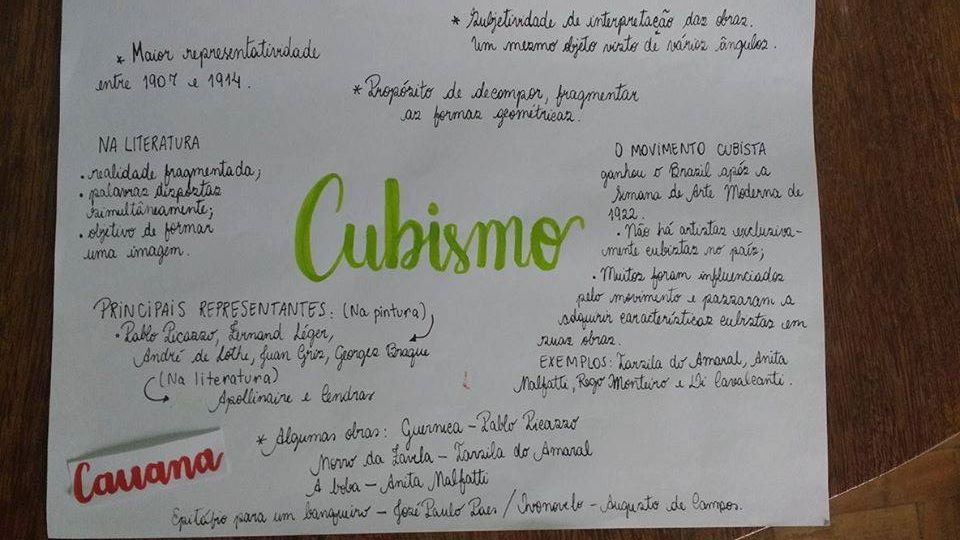 * Subjetividade de interpretação das obras.
Um mesmo objeto visto de vários ângulos.
* Maior representatividade
entre 1907 e 1914.
* Propósito de decompor, fragmentar
as formas geométricas.
NA LITERATURA
• realidade fragmentada;
• palavras dispostas
simultâneamente;
• objetivo de formar
uma imagem.
Cubismo
O MOVIMENTO CUBISTA
ganhou o Brasil após a
Semana de Arte Moderna de
1922.
• Não há artistas exclusiva-
mente cubistas no país;
• Muitos foram influenciados
pelo movimento e passaram a
adquirir características cubistas em
suas obras.
EXEMPLOS: Tarsila do Amaral, Anita
Malfatti, Rego Monteiro e Di Cavalcanti.
PRINCIPAIS REPRESENTANTES: (Na pintura)
• Pablo Picasso, Fernand Léger,
André de Lothe, Juan Gris, Georges Braque
(Na literatura)
Apollinaire e Cendras
* Algumas obras: Guernica - Pablo Picasso
Morro da Favela - Tarsila do Amaral
A boba - Anita Malfatti
Epitáfio para um banqueiro - José Paulo Paes / Ivonovelo - Augusto de Campos.
Cauana